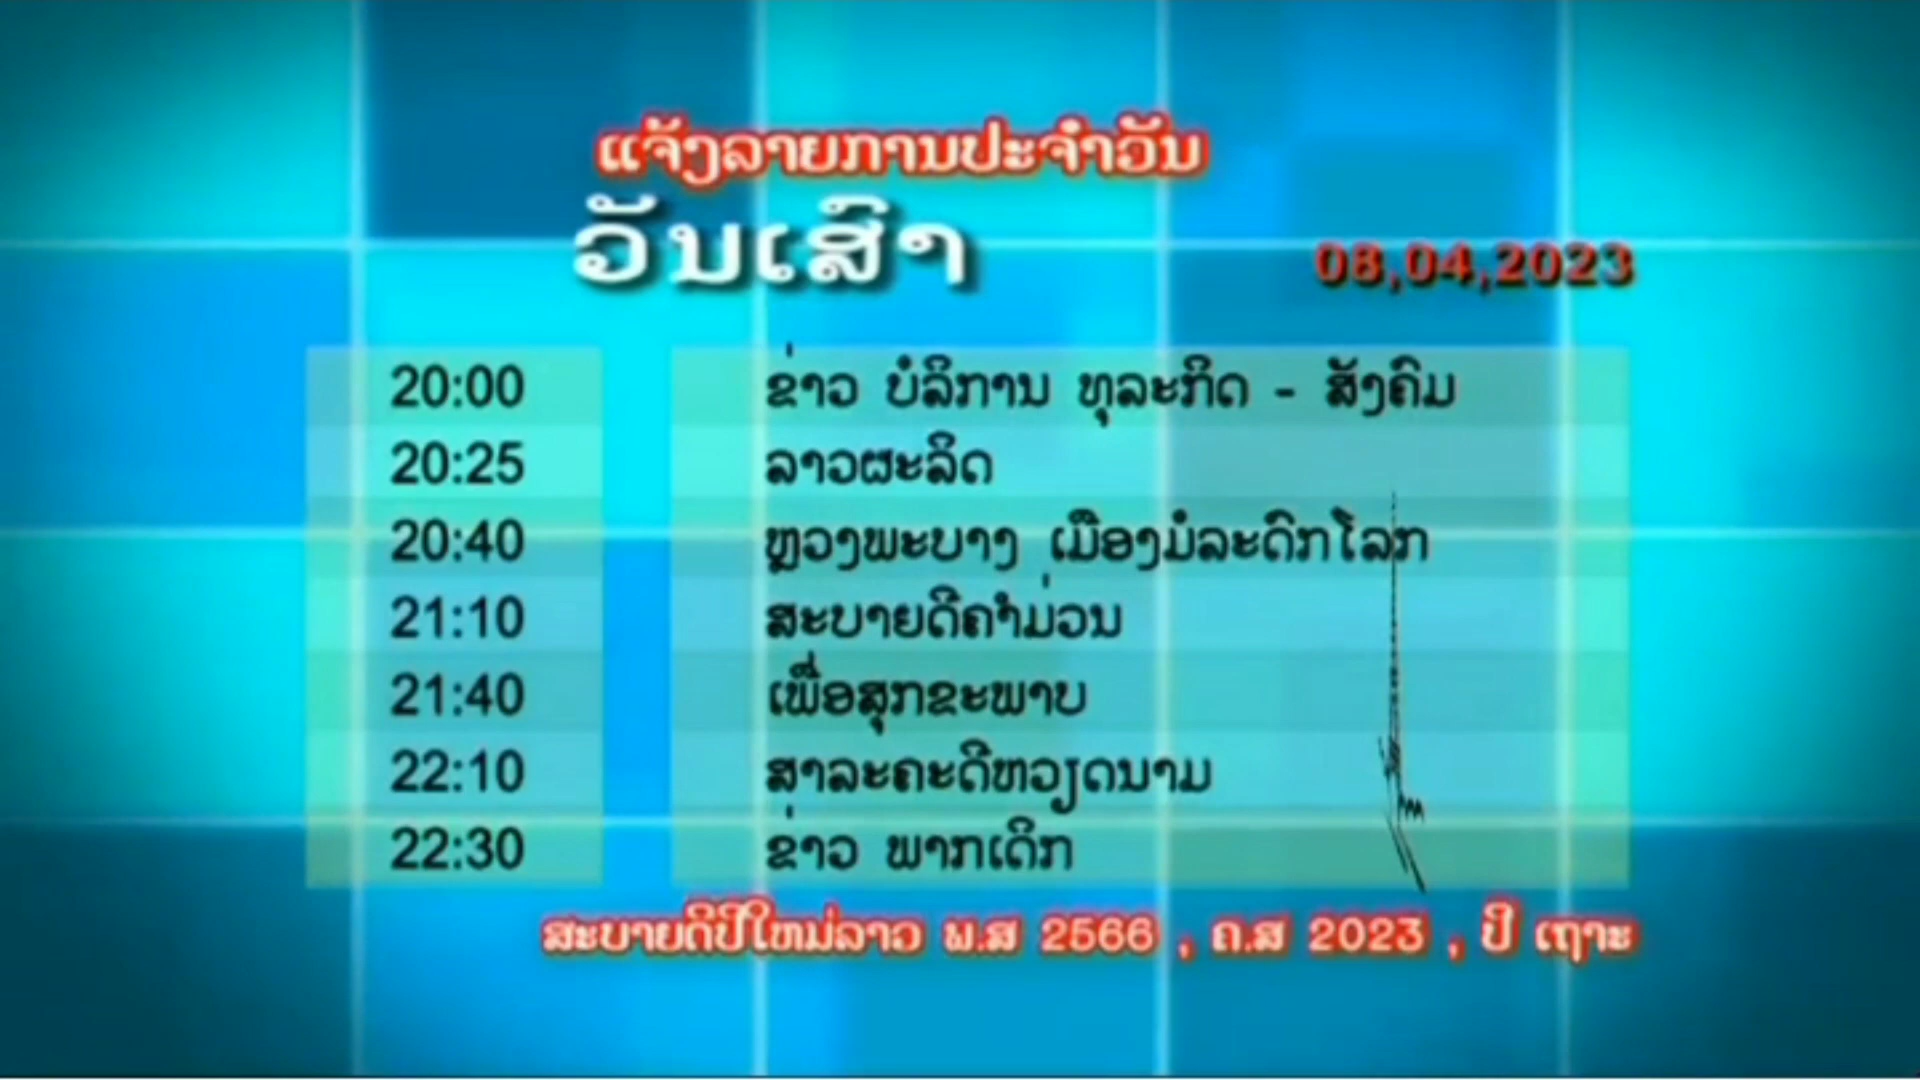 ແຈ້ງລາຍການປະຈຳວັນ
ວັນເສົາ
08,04,2023
20:00 ຂ່າວ ບໍລິການ ທຸລະກິດ - ສັງຄົມ
20:25 ລາວຜະລິດ
20:40 ຫຼວງພະບາງ ເມືອງມໍລະດົກໂລກ
21:10 ສະບາຍດີຄຳມ່ວນ
21:40 ເພື່ອສຸກຂະພາບ
22:10 ສາລະຄະດີຫວຽດນາມ
22:30 ຂ່າວ ພາກເດິກ
ສະບາຍດີປີໃຫມ່ລາວ ພ.ສ 2566 , ຄ.ສ 2023 , ປີ ເຖາະ